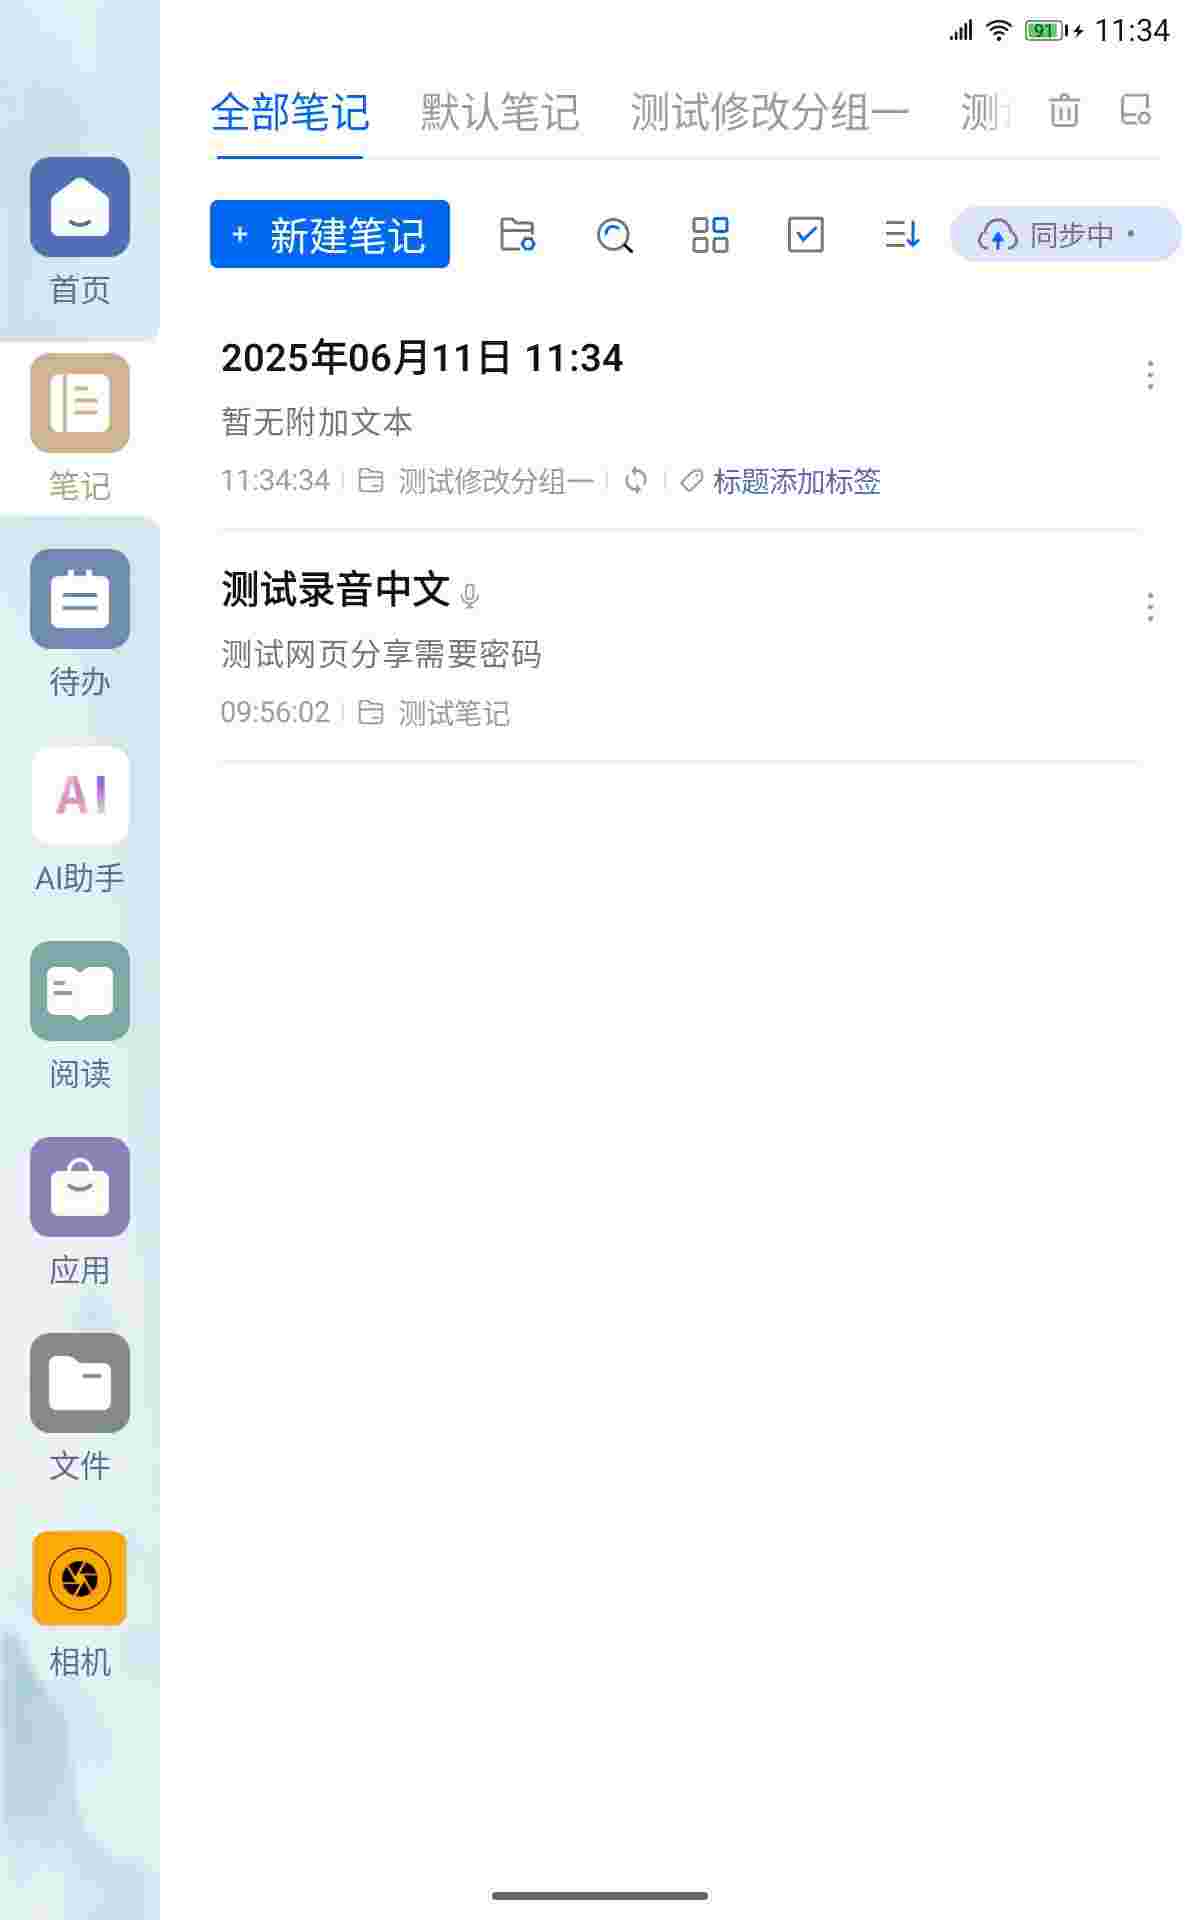 91 11:34
全部笔记 默认笔记 测试修改分组一 测
+ 新建笔记 同步中 ·
首页
2025年06月11日 11:34
暂无附加文本
11:34:34 测试修改分组一 标题添加标签
笔记
测试录音中文
测试网页分享需要密码
09:56:02 测试笔记
待办
AI
AI助手
阅读
应用
文件
相机